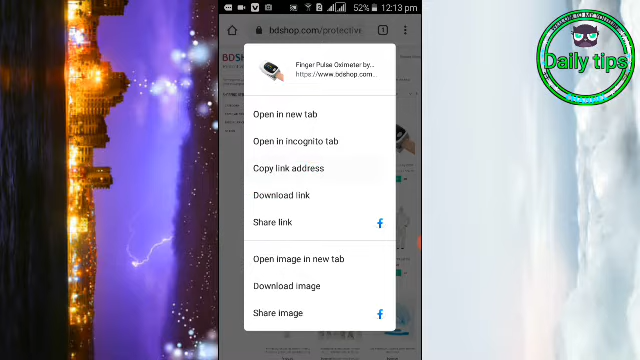 52% 12:13 pm
bdshop.com/protective
1
Finger Pulse Oximeter by...
https://www.bdshop.com...
Open in new tab
Open in incognito tab
Copy link address
Download link
Share link
Open image in new tab
Download image
Share image
Daily tips